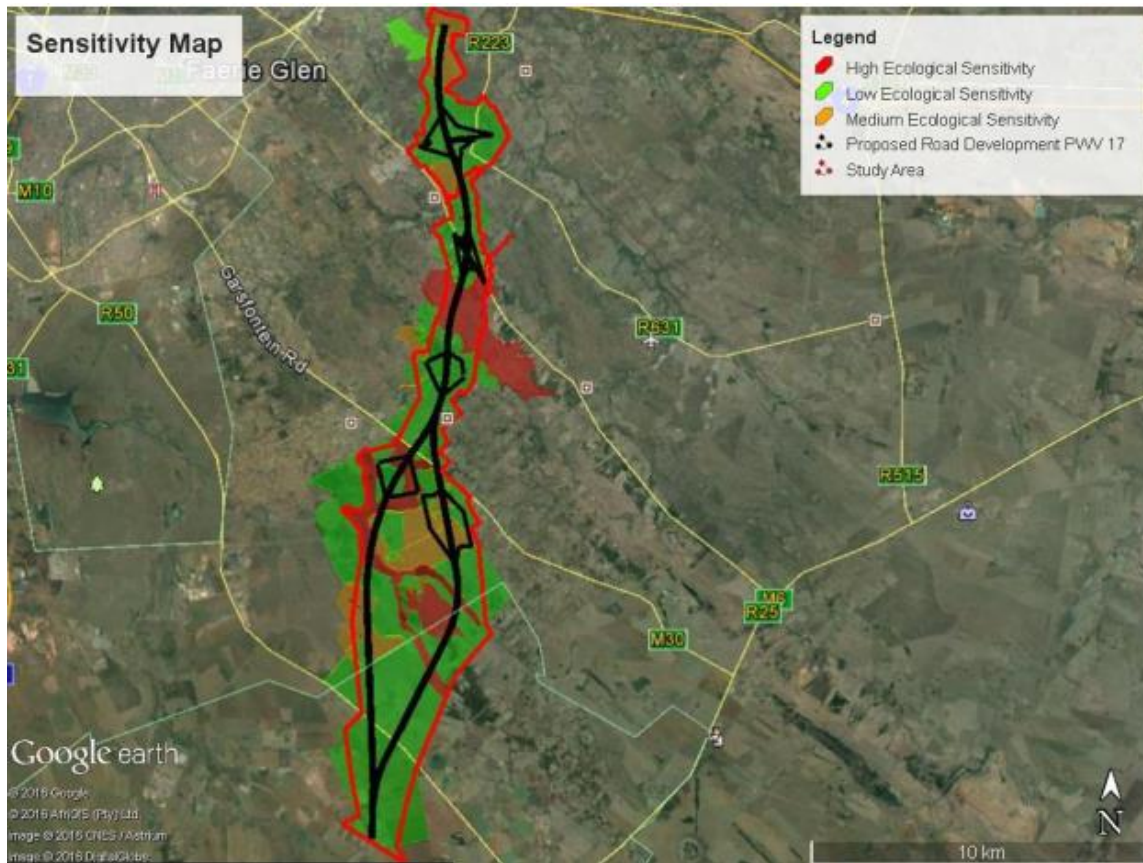 Sensitivity Map
Faerie Glen
R223
Legend
High Ecological Sensitivity
Low Ecological Sensitivity
Medium Ecological Sensitivity
Proposed Road Development PWV 17
Study Area
M10
Garsfontein Rd
R50
R631
31
R515
M6
R25
M30
Google earth
© 2016 Google
© 2016 AfriGIS (Pty) Ltd.
Image © 2016 CNES / Astrium
Image © 2016 DigitalGlobe
N
10 km